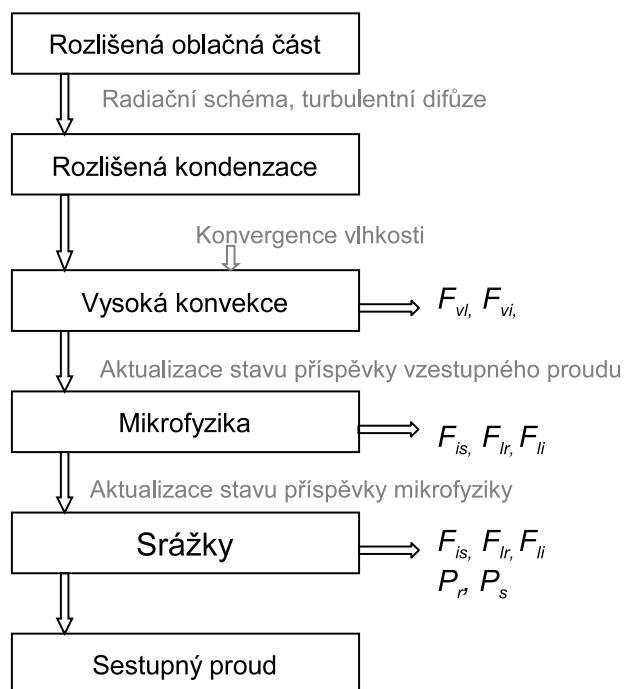 Rozlišená oblačná část
Radiační schéma, turbulentní difůze
Rozlišená kondenzace
Konvergence vlhkosti
Vysoká konvekce
F_vl, F_vi,
Aktualizace stavu příspěvky vzestupného proudu
Mikrofyzika
F_is, F_lr, F_li
Aktualizace stavu příspěvky mikrofyziky
Srážky
F_is, F_lr, F_li
P_r, P_s
Sestupný proud